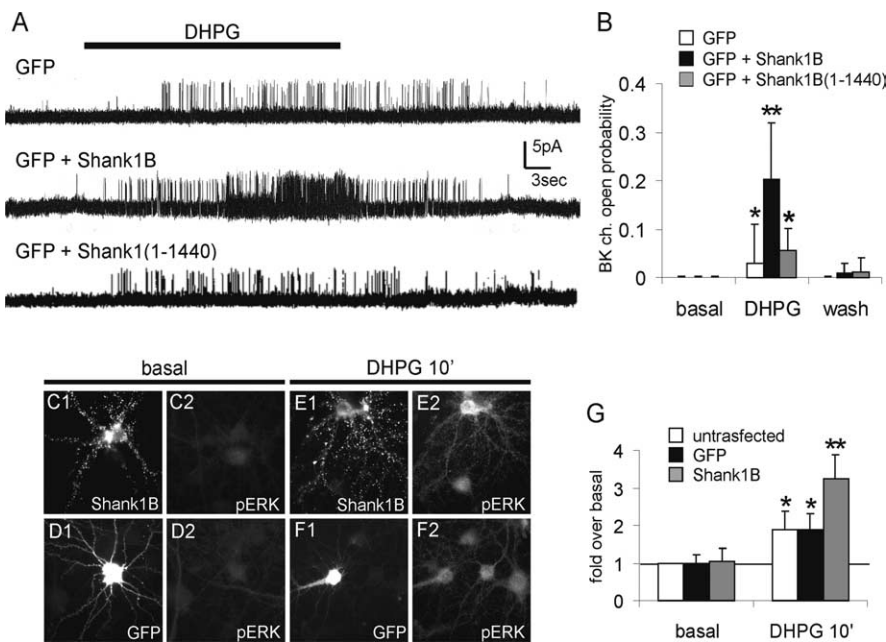 A
DHPG
GFP
GFP + Shank1B
5pA
3sec
GFP + Shank1(1-1440)
B
GFP
GFP + Shank1B
GFP + Shank1B(1-1440)
BK ch. open probability
0.4
0.3
0.2
0.1
0
*
**
*
basal
DHPG
wash
basal
DHPG 10'
C1
Shank1B
C2
pERK
E1
Shank1B
E2
pERK
D1
GFP
D2
pERK
F1
GFP
F2
pERK
G
untrasfected
GFP
Shank1B
fold over basal
4
3
2
1
0
*
*
**
basal
DHPG 10'